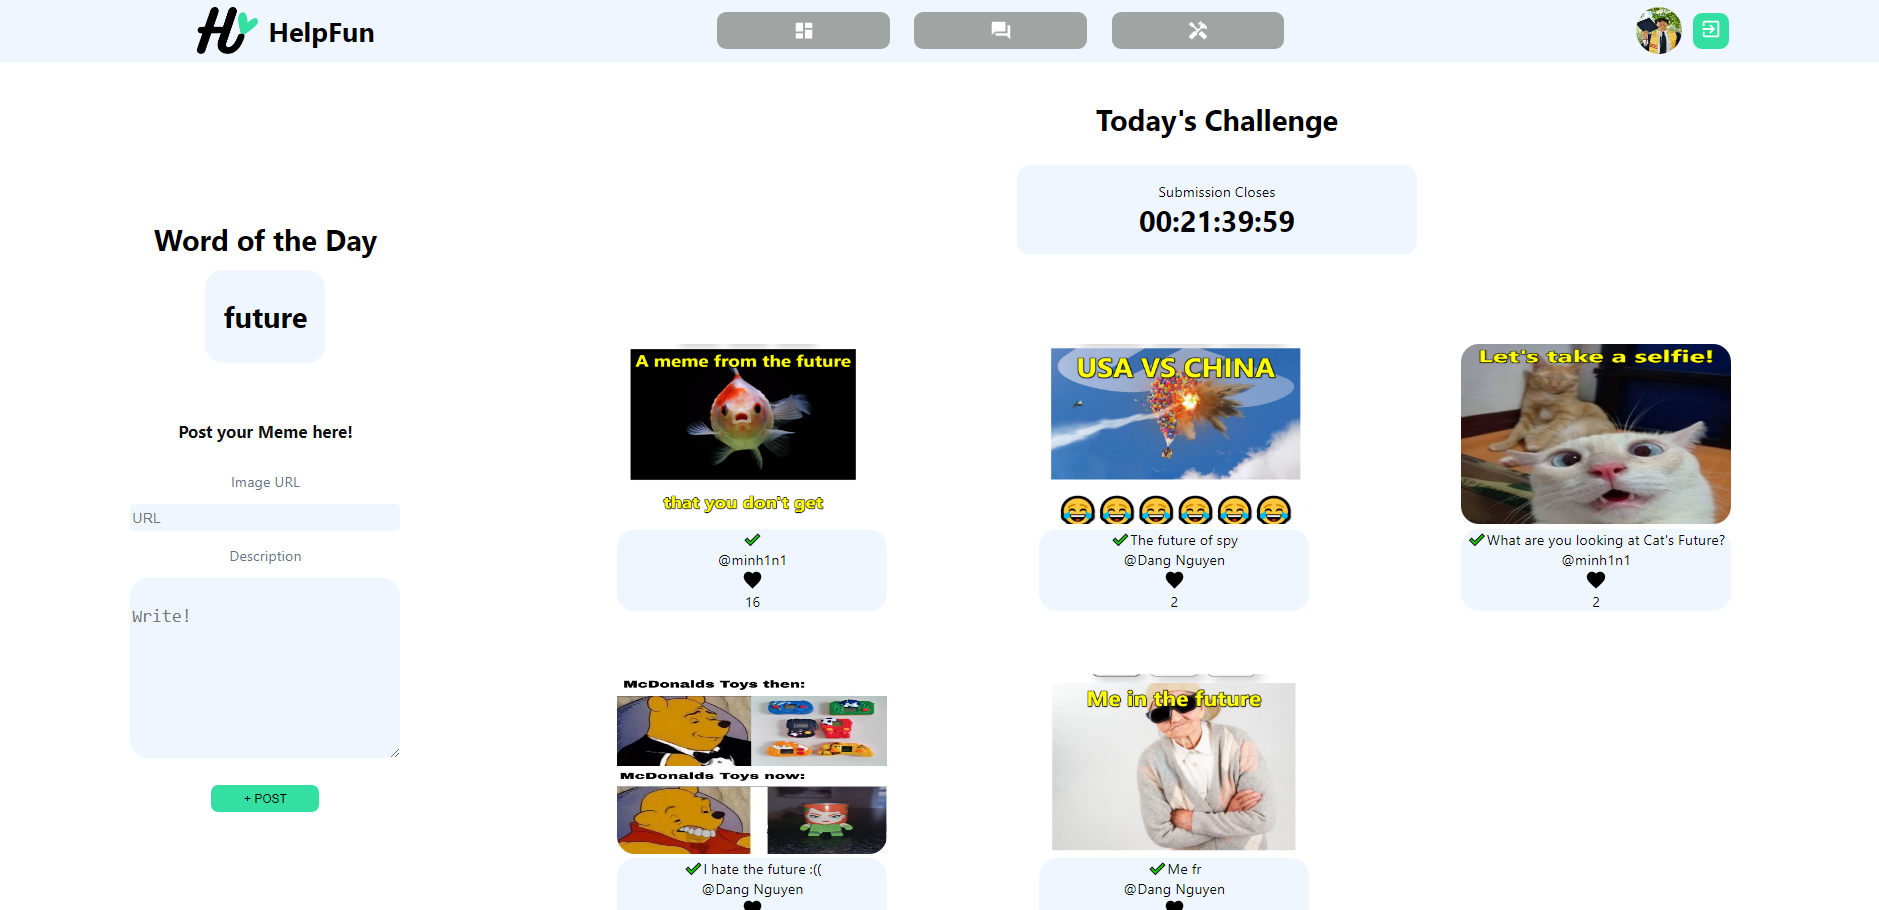 HelpFun
Today's Challenge
Submission Closes
00:21:39:59
Word of the Day
future
Post your Meme here!
Image URL
URL
Description
Write!
+ POST
A meme from the future
that you don't get
@minh1n1
16
USA VS CHINA
The future of spy
@Dang Nguyen
2
Let's take a selfie!
What are you looking at Cat's Future?
@minh1n1
2
McDonalds Toys then:
McDonalds Toys now:
I hate the future :((
@Dang Nguyen
Me in the future
Me fr
@Dang Nguyen